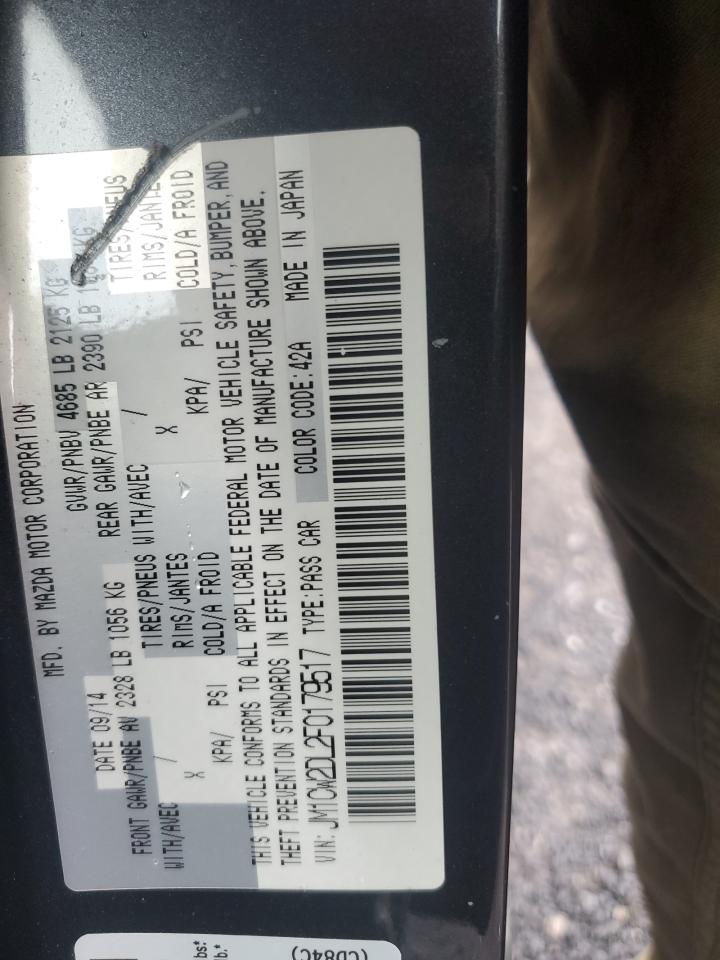 MFD. BY MAZDA MOTOR CORPORATION
DATE 09/14 GVWR/PNBV 4685 LB 2125 KG
FRONT GAWR/PNBE AV 2328 LB 1056 KG REAR GAWR/PNBE AR 2390 LB KG
WITH/AVEC / TIRES/PNEUS WITH/AVEC / TIRES/PNEUS
X RIMS/JANTES X RIMS/JANTES
KPA/ PSI COLD/A FROID KPA/ PSI COLD/A FROID
THIS VEHICLE CONFORMS TO ALL APPLICABLE FEDERAL MOTOR VEHICLE SAFETY, BUMPER, AND
THEFT PREVENTION STANDARDS IN EFFECT ON THE DATE OF MANUFACTURE SHOWN ABOVE.
VIN: JM1CW2DL2F0179517 TYPE:PASS CAR COLOR CODE:42A MADE IN JAPAN
bs.*
b.*
(CD84C)